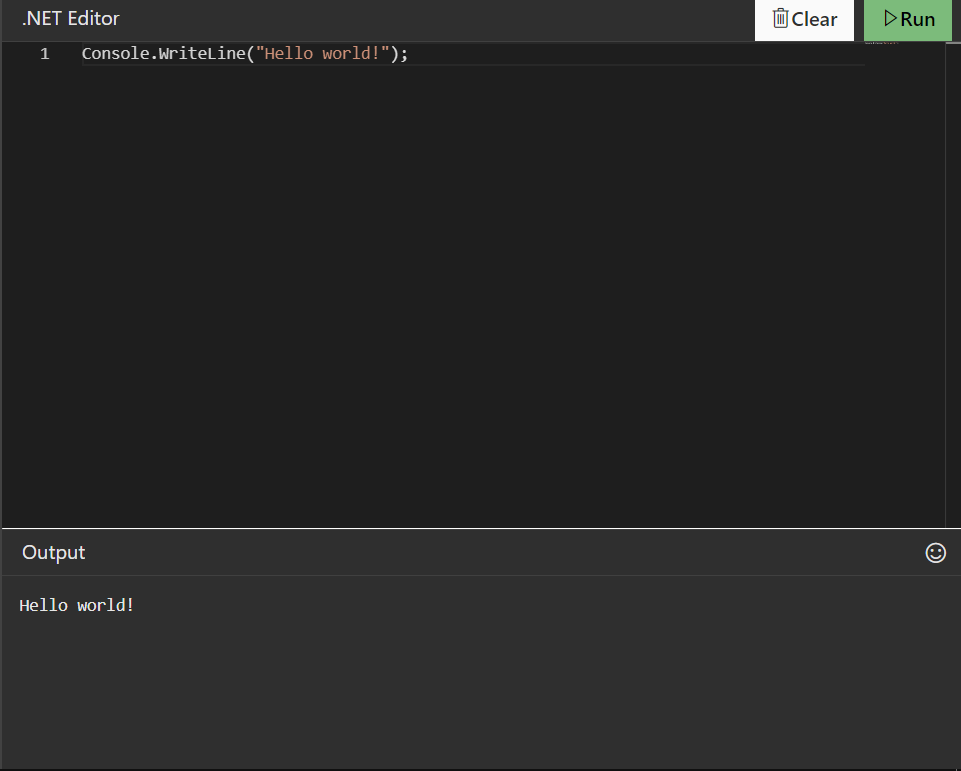 .NET Editor
Clear
Run
1 Console.WriteLine("Hello world!");
Output
Hello world!